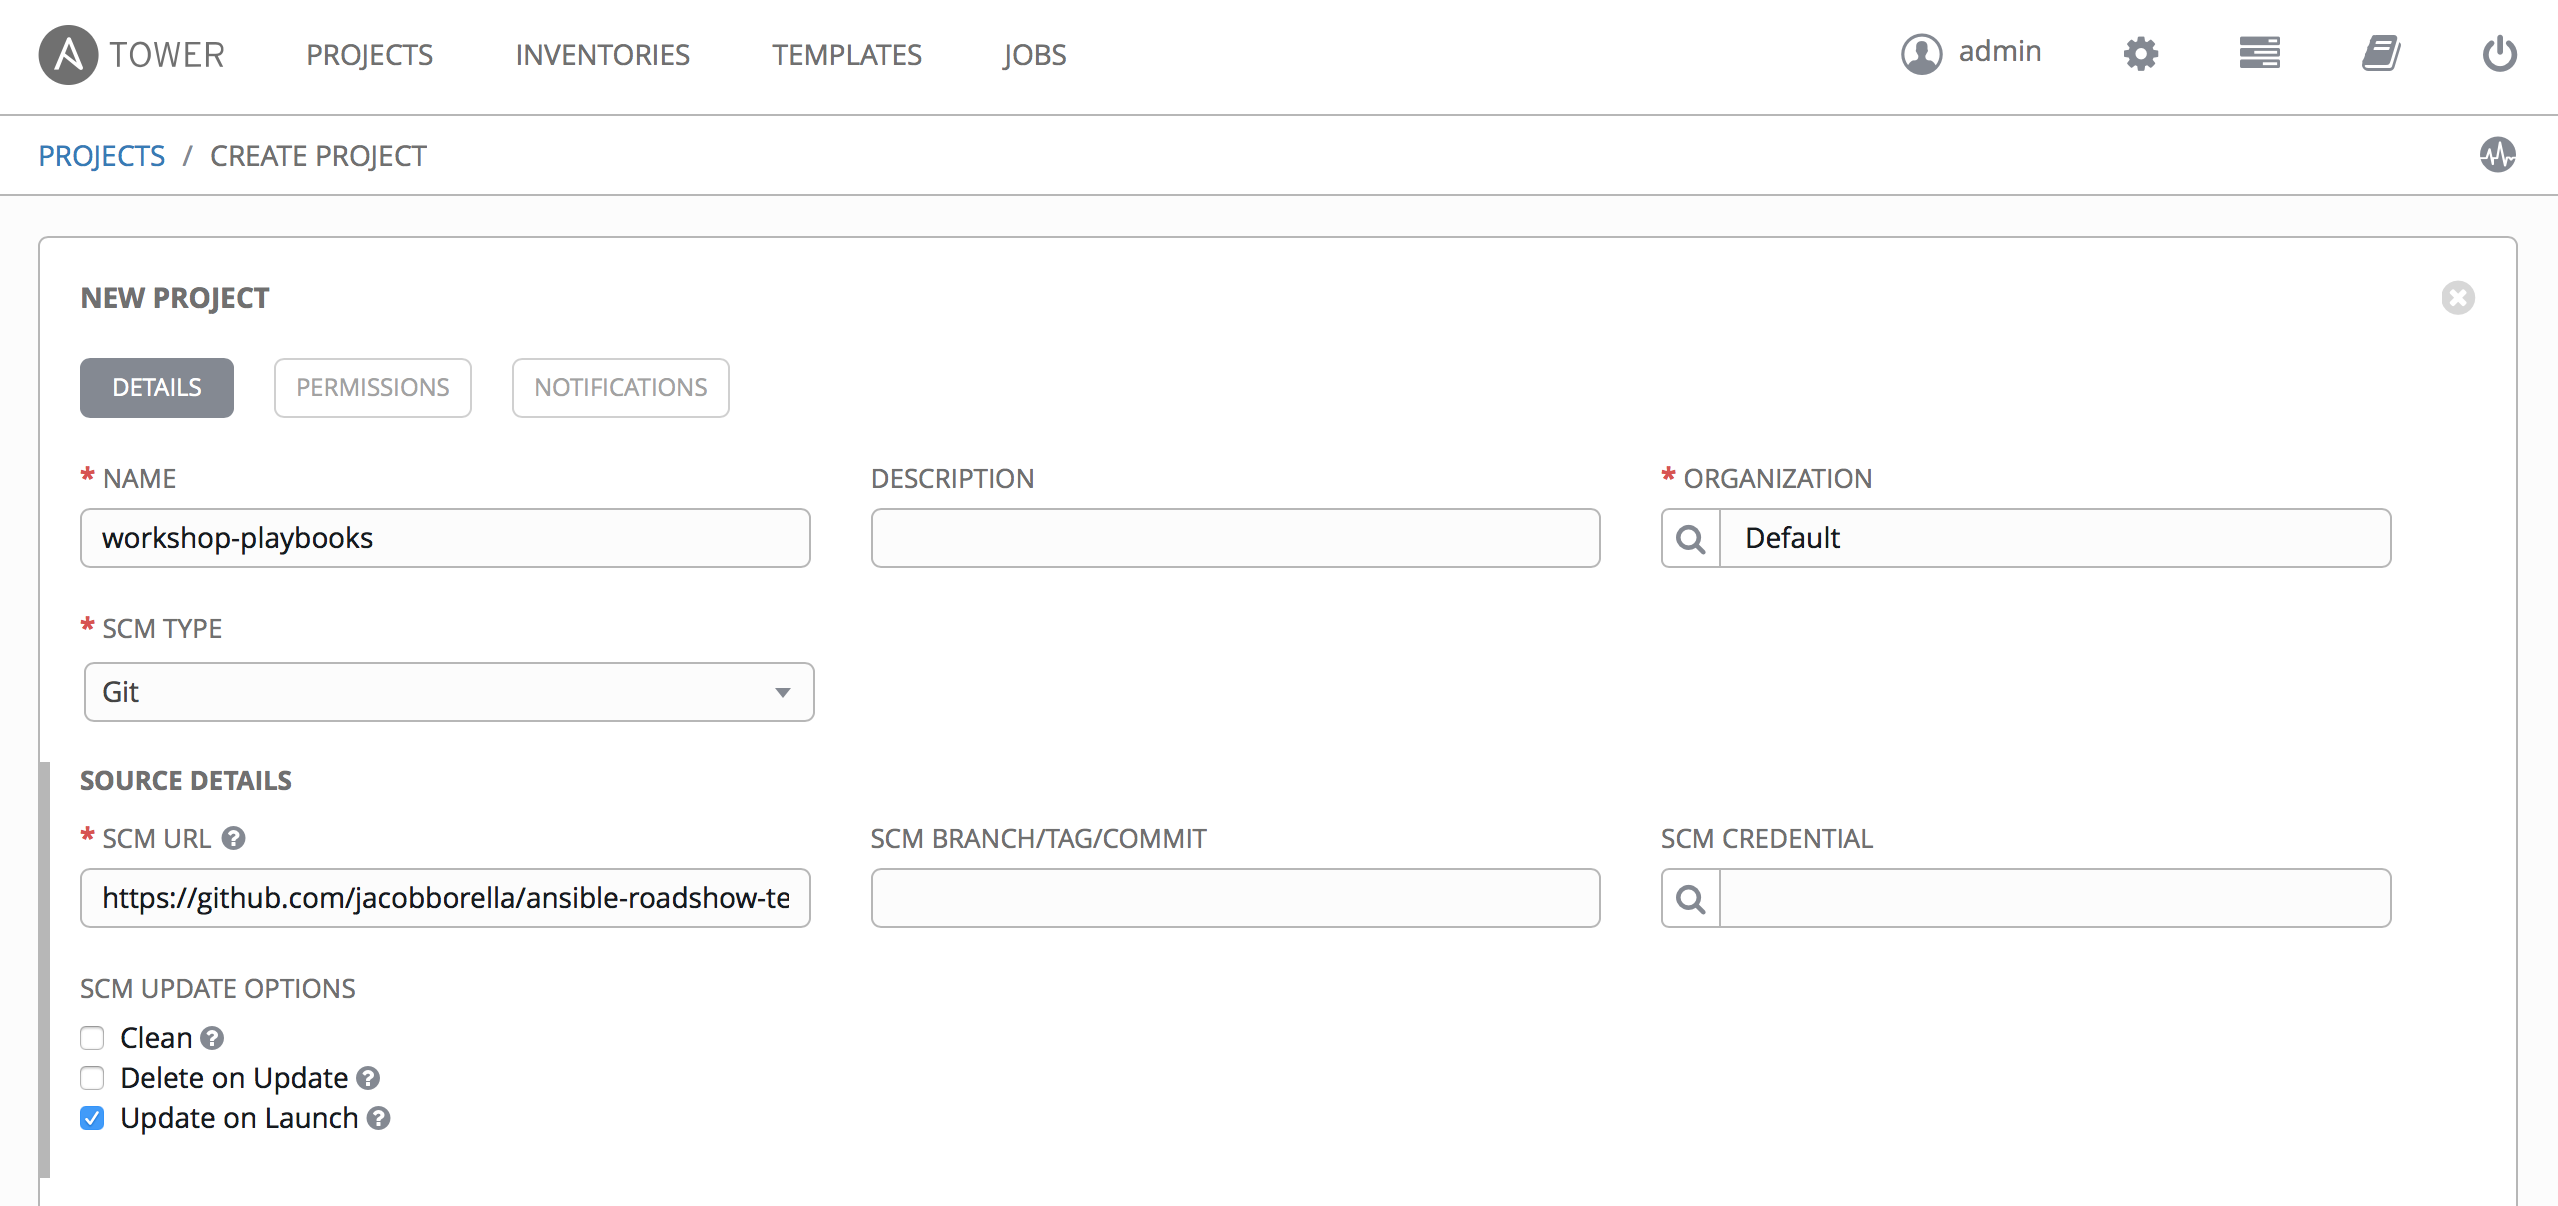 TOWER PROJECTS INVENTORIES TEMPLATES JOBS admin
PROJECTS / CREATE PROJECT
NEW PROJECT
DETAILS PERMISSIONS NOTIFICATIONS
* NAME DESCRIPTION * ORGANIZATION
workshop-playbooks Default
* SCM TYPE
Git
SOURCE DETAILS
* SCM URL ? SCM BRANCH/TAG/COMMIT SCM CREDENTIAL
https://github.com/jacobborella/ansible-roadshow-te
SCM UPDATE OPTIONS
Clean ?
Delete on Update ?
Update on Launch ?